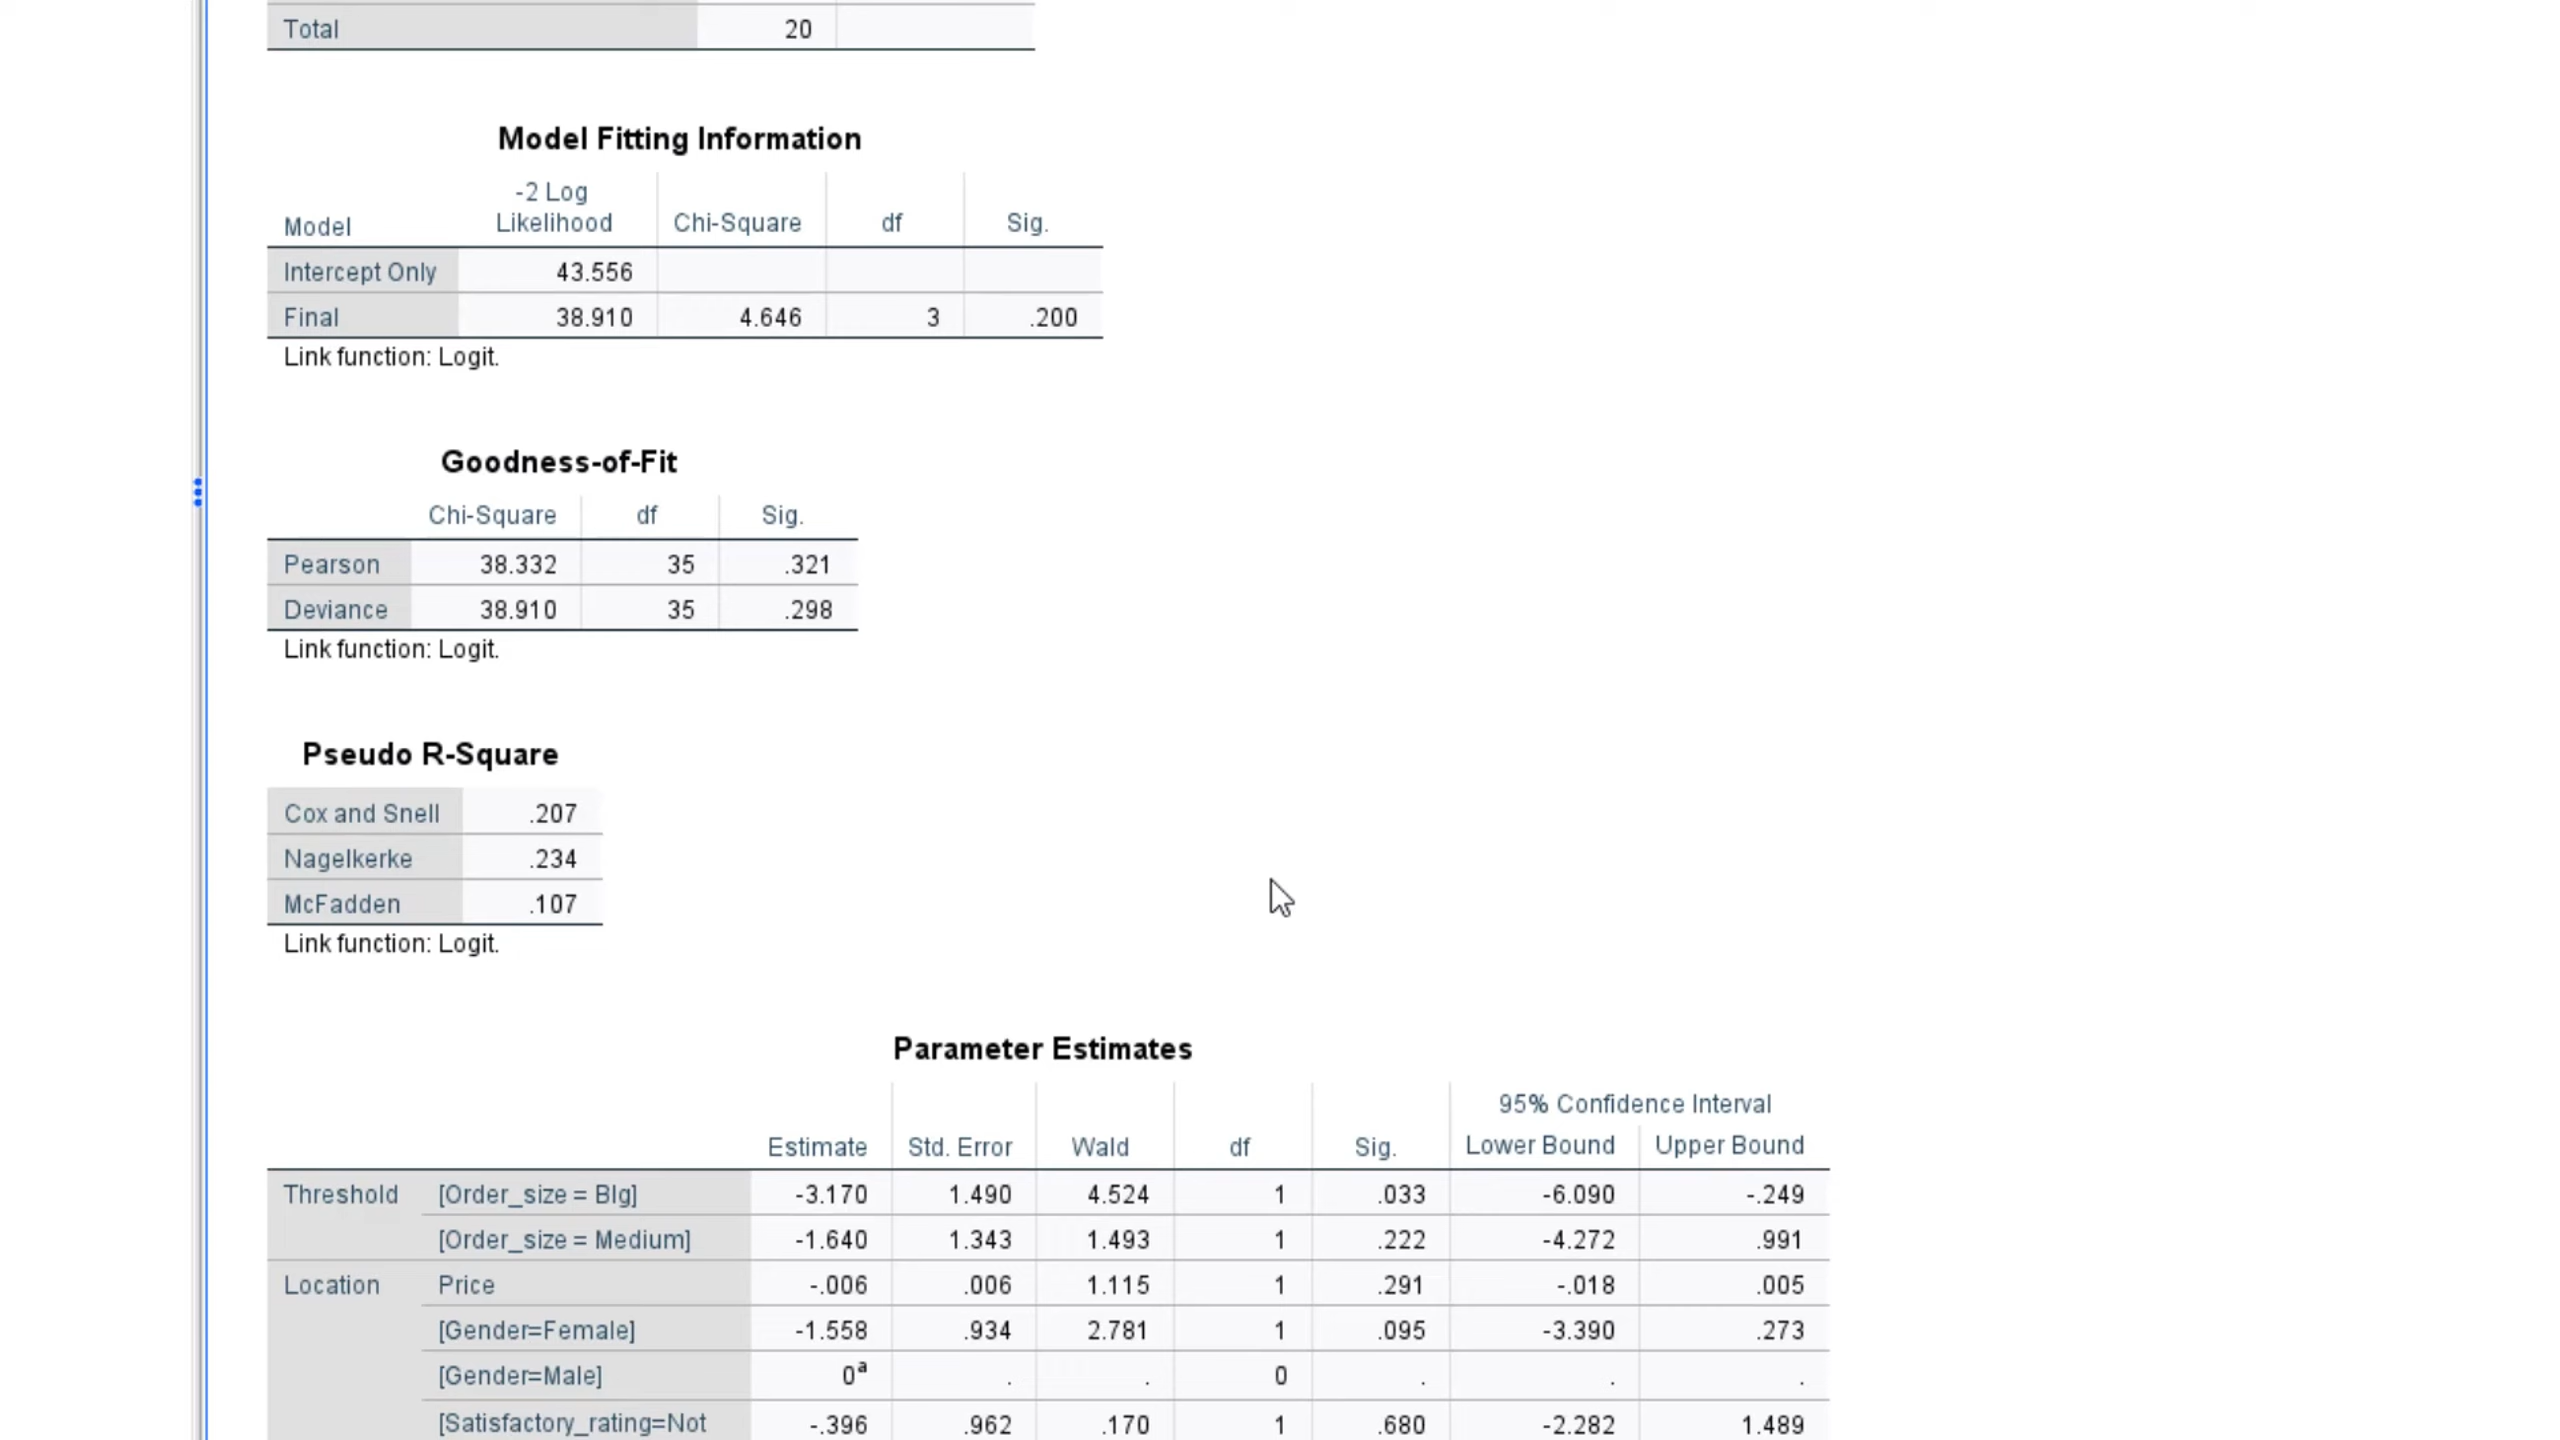 Total 20
Model Fitting Information
Model -2 Log Likelihood Chi-Square df Sig.
Intercept Only 43.556
Final 38.910 4.646 3 .200
Link function: Logit.
Goodness-of-Fit
Chi-Square df Sig.
Pearson 38.332 35 .321
Deviance 38.910 35 .298
Link function: Logit.
Pseudo R-Square
Cox and Snell .207
Nagelkerke .234
McFadden .107
Link function: Logit.
Parameter Estimates
95% Confidence Interval
Estimate Std. Error Wald df Sig. Lower Bound Upper Bound
Threshold [Order_size = BIg] -3.170 1.490 4.524 1 .033 -6.090 -.249
[Order_size = Medium] -1.640 1.343 1.493 1 .222 -4.272 .991
Location Price -.006 .006 1.115 1 .291 -.018 .005
[Gender=Female] -1.558 .934 2.781 1 .095 -3.390 .273
[Gender=Male] 0ᵃ . . 0 . . .
[Satisfactory_rating=Not -.396 .962 .170 1 .680 -2.282 1.489